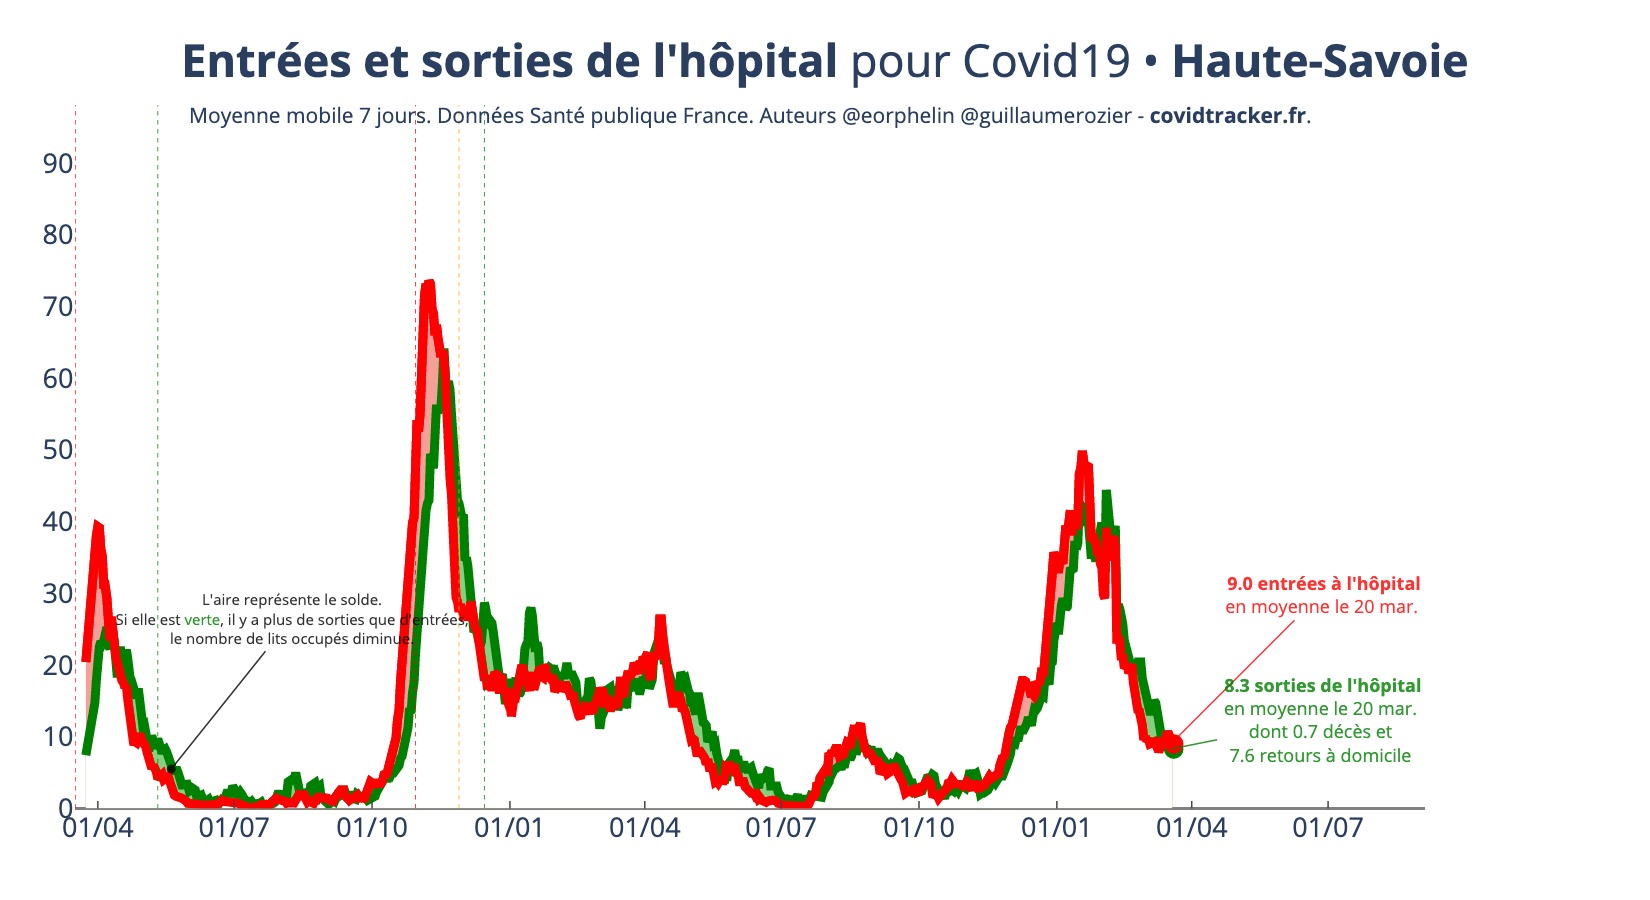 Entrées et sorties de l'hôpital pour Covid19 • Haute-Savoie
Moyenne mobile 7 jours. Données Santé publique France. Auteurs @eorphelin @guillaumerozier - covidtracker.fr.
90
80
70
60
50
40
30
20
10
0
L'aire représente le solde.
Si elle est verte, il y a plus de sorties que d'entrées,
le nombre de lits occupés diminue.
9.0 entrées à l'hôpital
en moyenne le 20 mar.
8.3 sorties de l'hôpital
en moyenne le 20 mar.
dont 0.7 décès et
7.6 retours à domicile
01/04 01/07 01/10 01/01 01/04 01/07 01/10 01/01 01/04 01/07